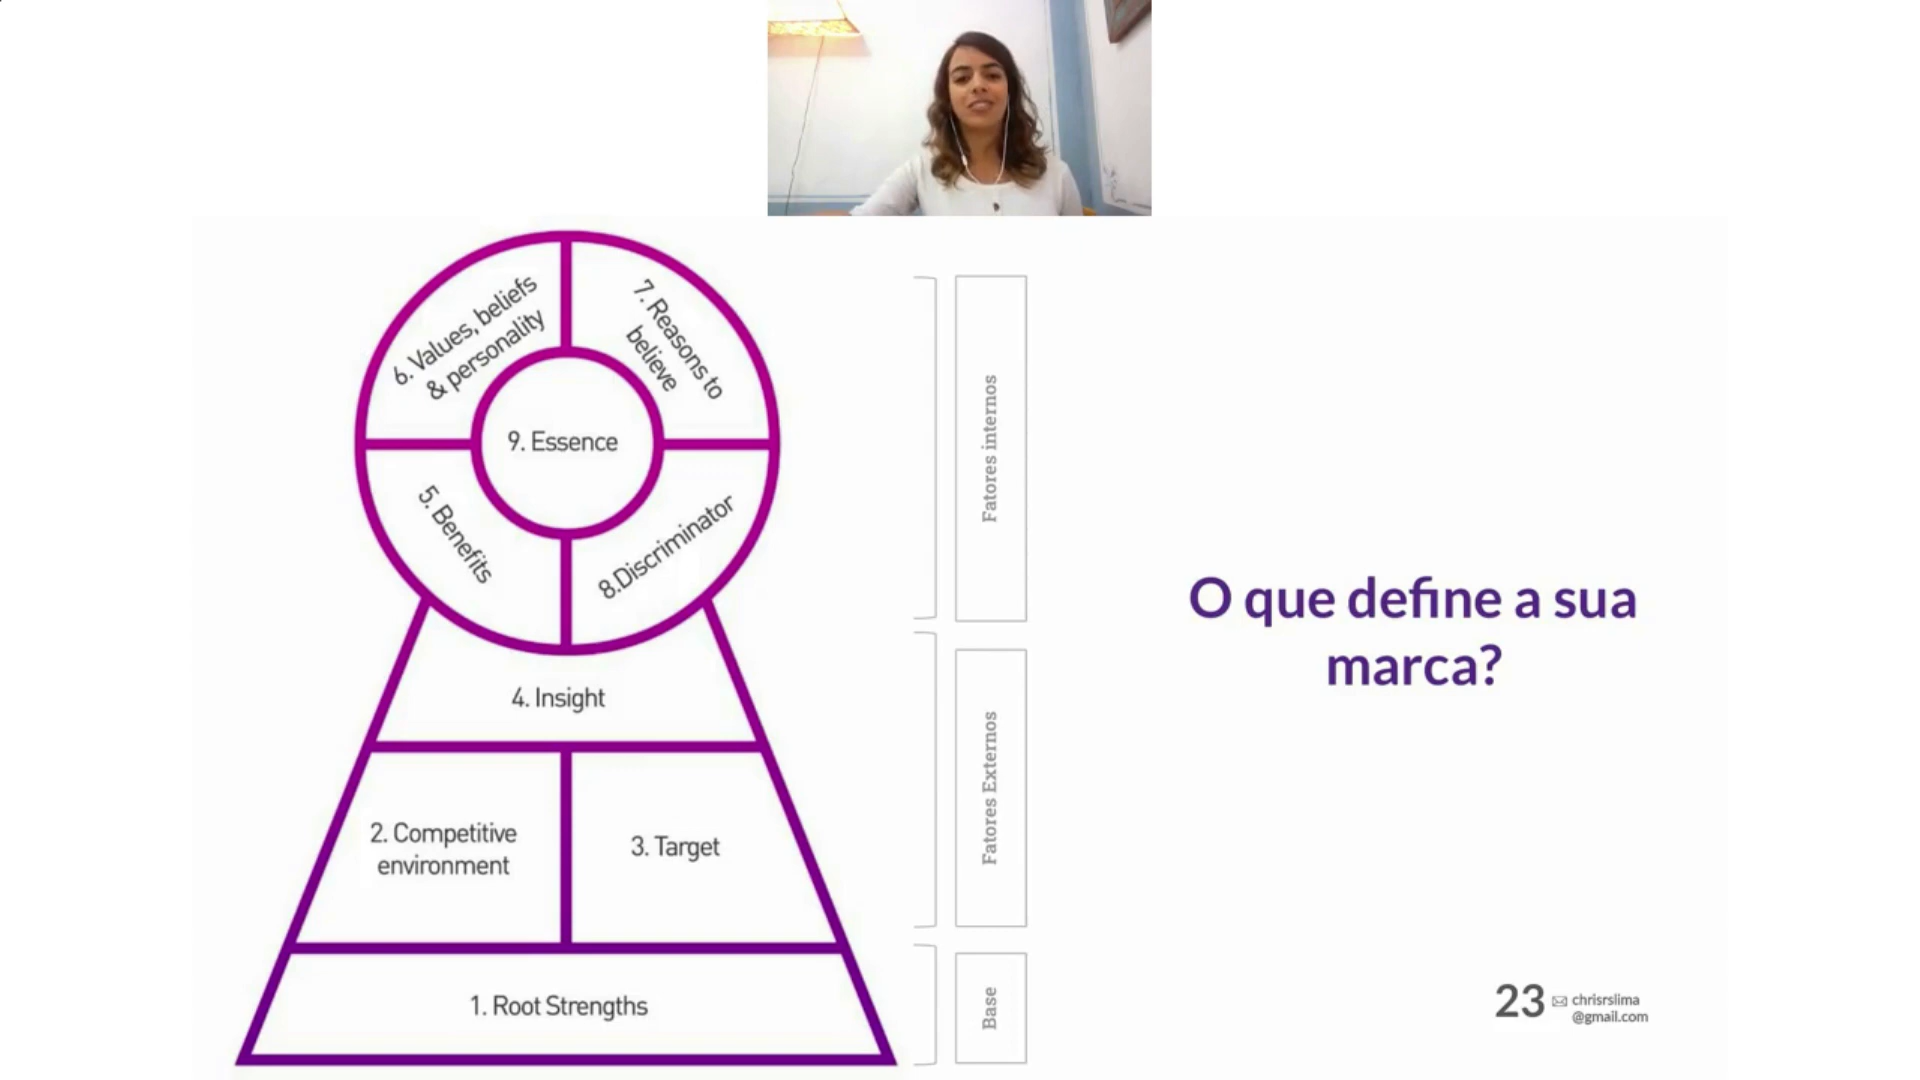 6. Values, beliefs
& personality
7. Reasons to
believe
9. Essence
5. Benefits
8.Discriminator
4. Insight
2. Competitive
environment
3. Target
1. Root Strengths
Fatores internos
Fatores Externos
Base
O que define a sua
marca?
23
chrisrslima
@gmail.com